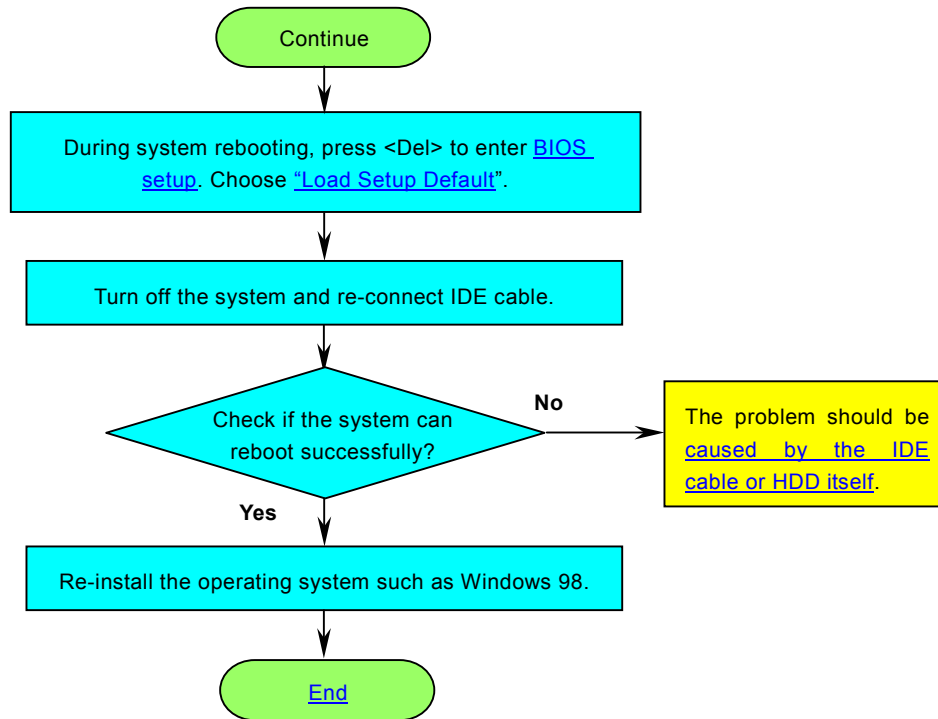 Continue
During system rebooting, press <Del> to enter BIOS
setup. Choose “Load Setup Default”.
Turn off the system and re-connect IDE cable.
Check if the system can
reboot successfully?
No
The problem should be
caused by the IDE
cable or HDD itself.
Yes
Re-install the operating system such as Windows 98.
End